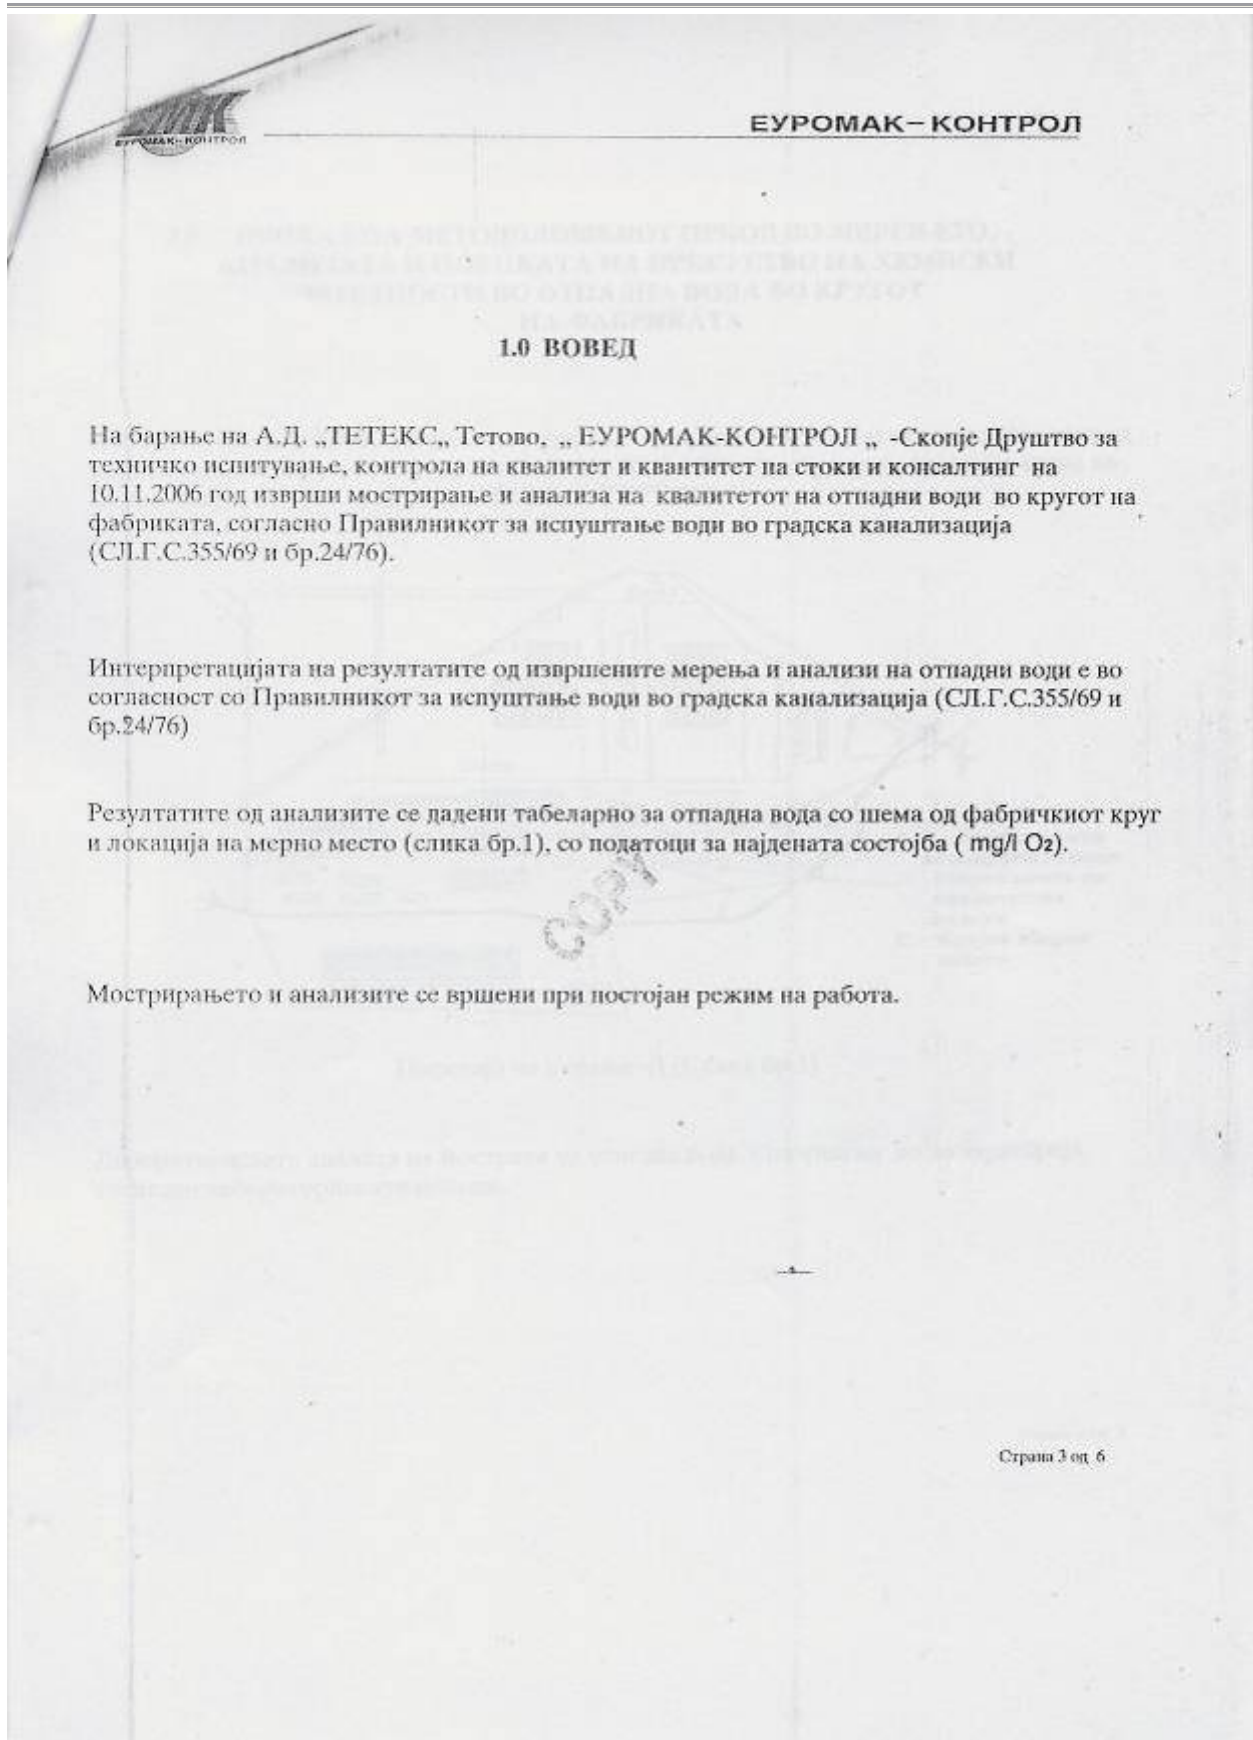 ЕУРОМАК-КОНТРОЛ
ЕУРОМАК–КОНТРОЛ
1.0 ВОВЕД
На барање на А.Д. „ТЕТЕКС„ Тетово, „ ЕУРОМАК-КОНТРОЛ „ -Скопје Друштво за
техничко испитување, контрола на квалитет и квантитет на стоки и консалтинг на
10.11.2006 год изврши мострирање и анализа на квалитетот на отпадни води во кругот на
фабриката, согласно Правилникот за испуштање води во градска канализација
(СЛ.Г.С.355/69 и бр.24/76).
Интерпретацијата на резултатите од извршените мерења и анализи на отпадни води е во
согласност со Правилникот за испуштање води во градска канализација (СЛ.Г.С.355/69 и
бр.24/76)
Резултатите од анализите се дадени табеларно за отпадна вода со шема од фабричкиот круг
и локација на мерно место (слика бр.1), со податоци за најдената состојба ( mg/l O₂).
COPY
Мострирањето и анализите се вршени при постојан режим на работа.
Страна 3 од 6